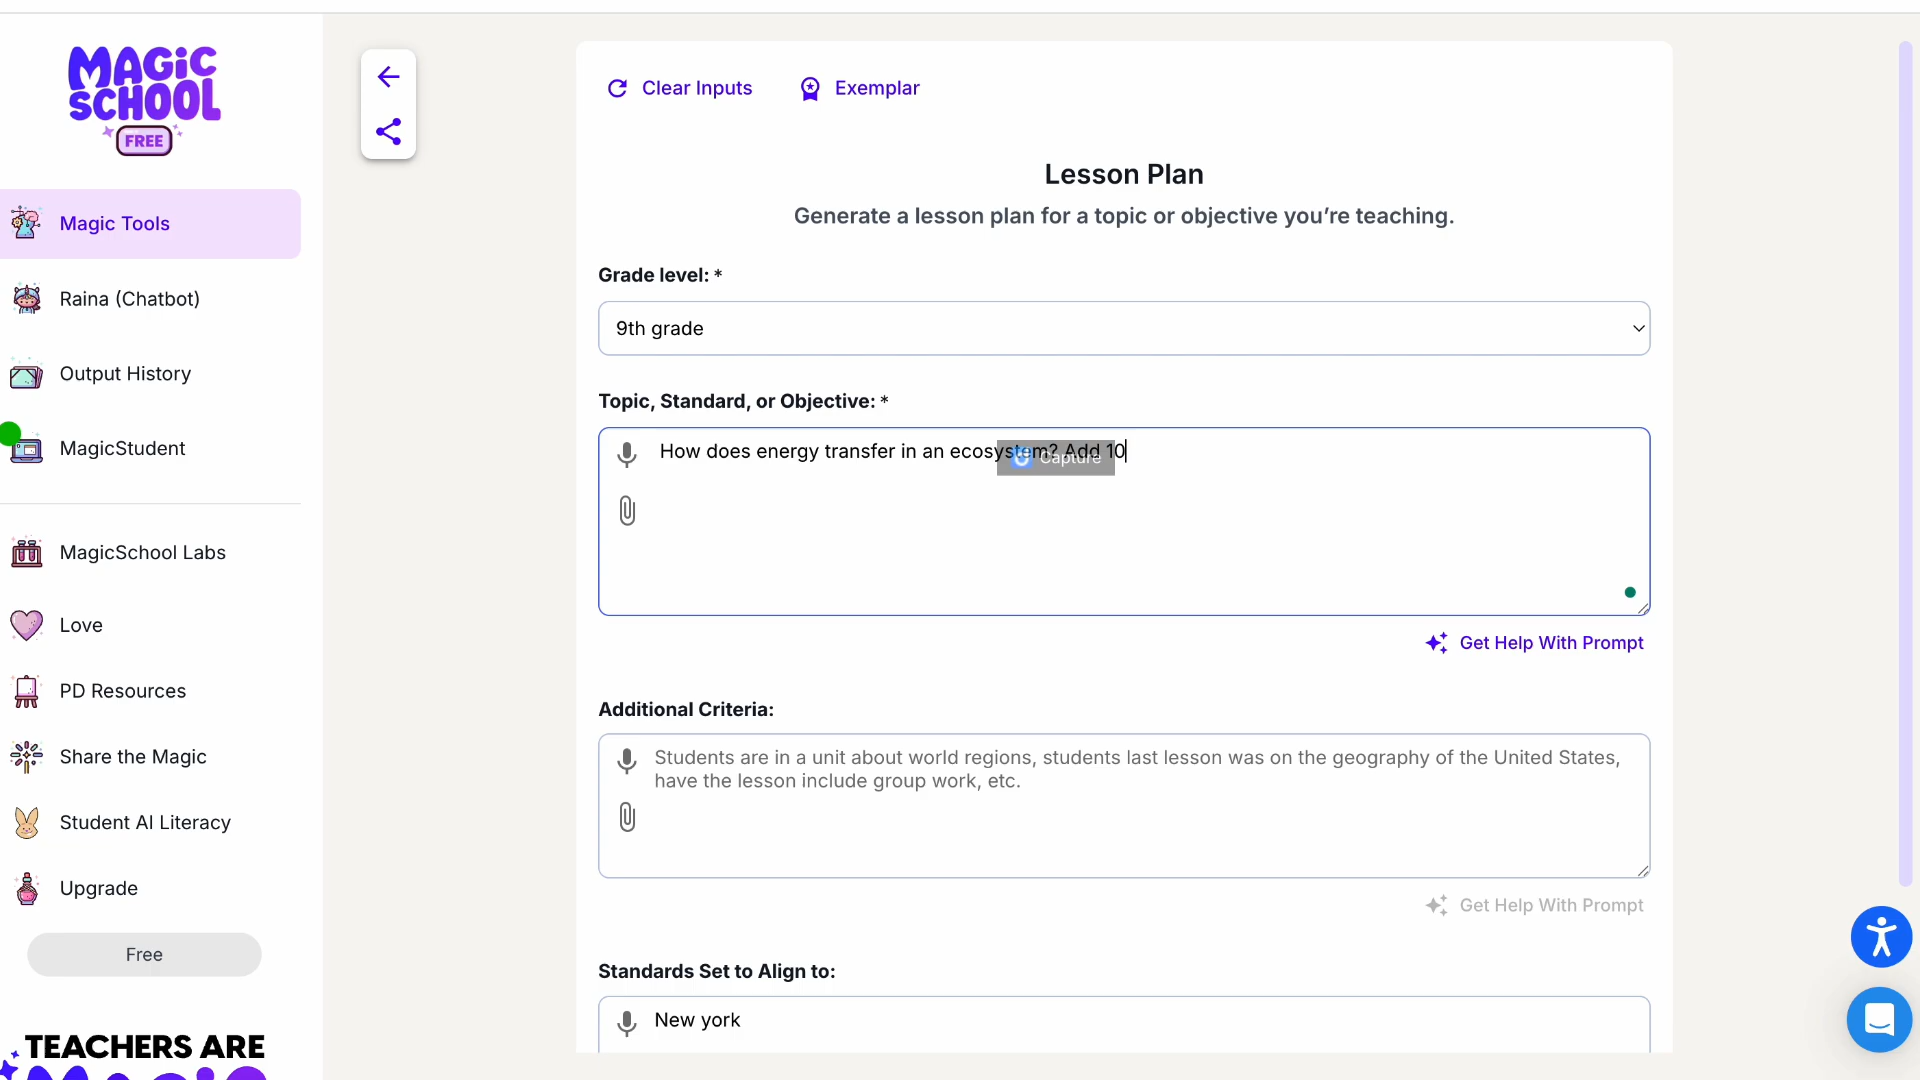 MAGIC
SCHOOL
FREE
Magic Tools
Raina (Chatbot)
Output History
MagicStudent
MagicSchool Labs
Love
PD Resources
Share the Magic
Student AI Literacy
Upgrade
Free
TEACHERS ARE
MAGIC
Clear Inputs
Exemplar
Lesson Plan
Generate a lesson plan for a topic or objective you’re teaching.
Grade level: *
9th grade
Topic, Standard, or Objective: *
How does energy transfer in an ecosystem? Add 10
Capture
Get Help With Prompt
Additional Criteria:
Students are in a unit about world regions, students last lesson was on the geography of the United States,
have the lesson include group work, etc.
Get Help With Prompt
Standards Set to Align to:
New york